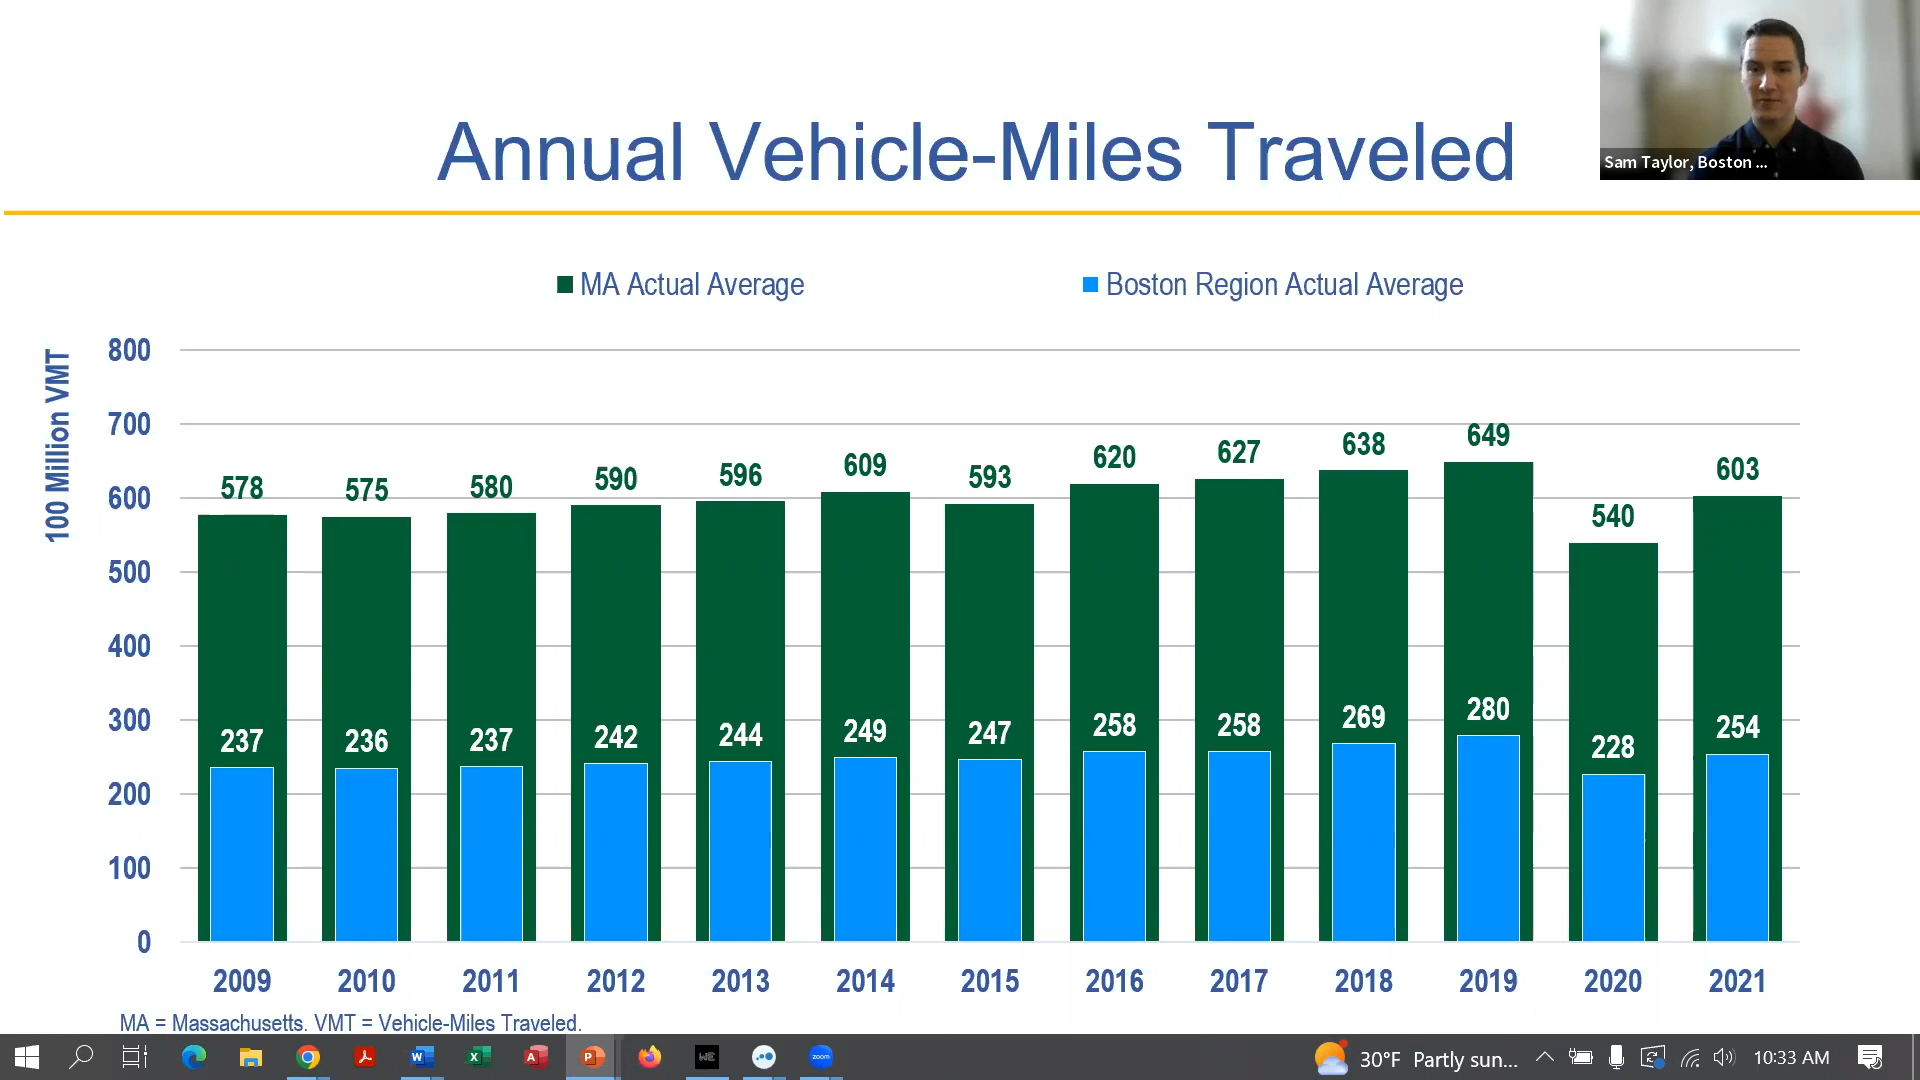 Annual Vehicle-Miles Traveled
Sam Taylor, Boston ...
MA Actual Average
Boston Region Actual Average
100 Million VMT
800
700
600
500
400
300
200
100
0
578 575 580 590 596 609 593 620 627 638 649 540 603
237 236 237 242 244 249 247 258 258 269 280 228 254
2009 2010 2011 2012 2013 2014 2015 2016 2017 2018 2019 2020 2021
MA = Massachusetts. VMT = Vehicle-Miles Traveled.
W X A P WE zoom 30°F Partly sun... 10:33 AM